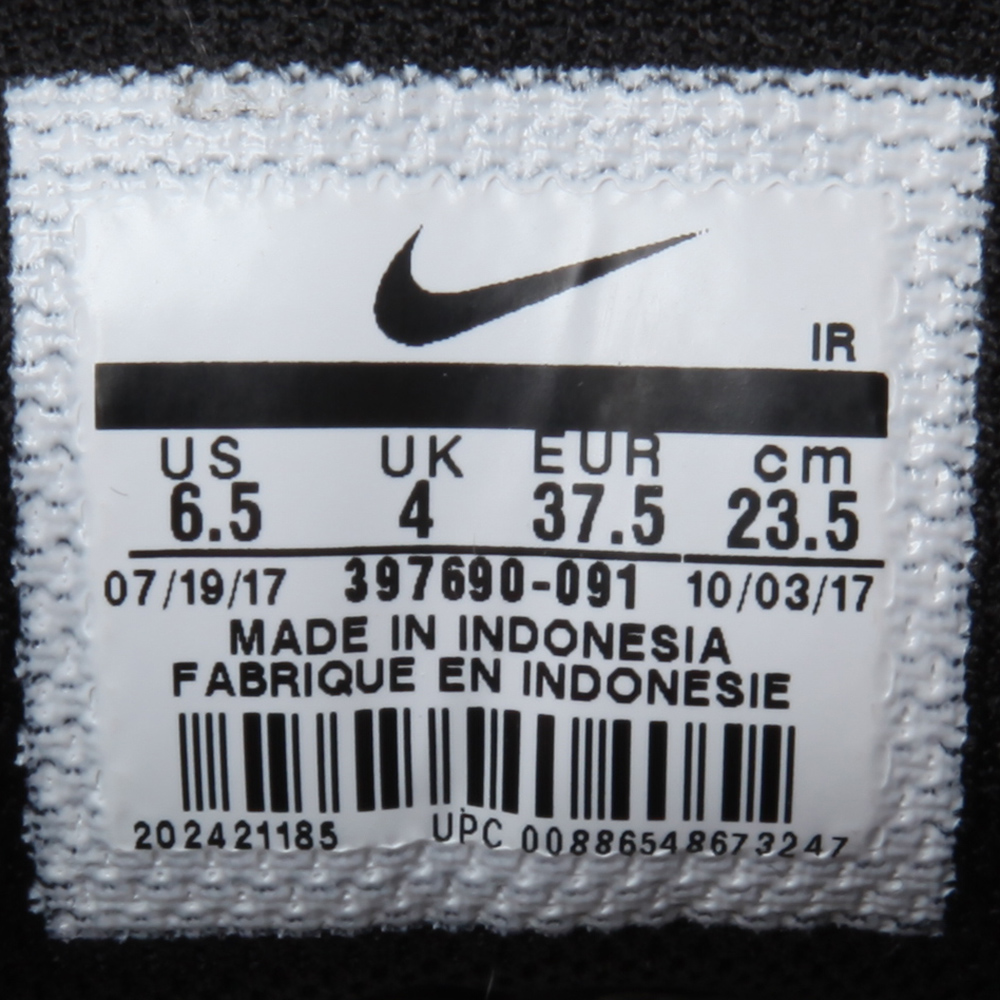 IR
US UK EUR cm
6.5 4 37.5 23.5
07/19/17 397690-091 10/03/17
MADE IN INDONESIA
FABRIQUE EN INDONESIE
202421185 UPC 00886548673247